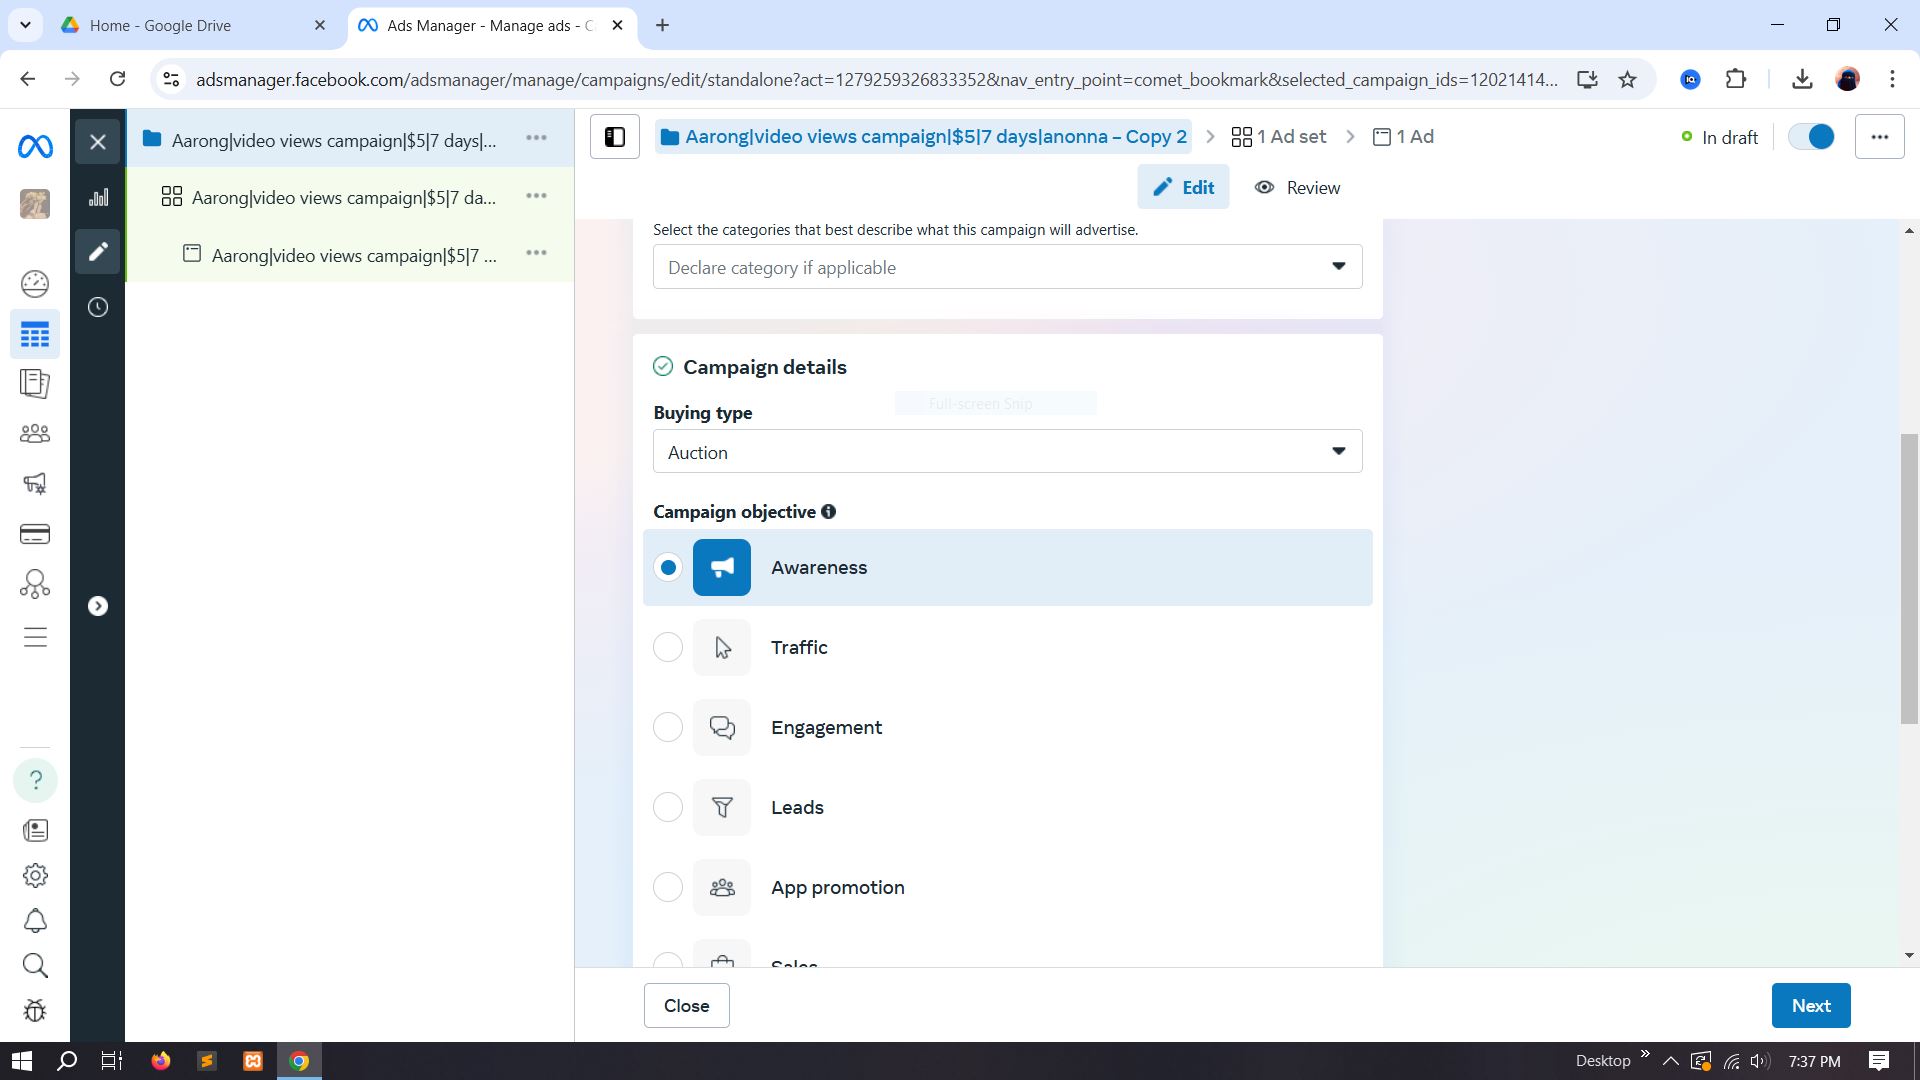 Home - Google Drive
Ads Manager - Manage ads - C
adsmanager.facebook.com/adsmanager/manage/campaigns/edit/standalone?act=1279259326833352&nav_entry_point=comet_bookmark&selected_campaign_ids=12021414...
Aarong|video views campaign|$5|7 days|...
Aarong|video views campaign|$5|7 da...
Aarong|video views campaign|$5|7 ...
Aarong|video views campaign|$5|7 days|anonna – Copy 2
1 Ad set
1 Ad
In draft
Edit
Review
Select the categories that best describe what this campaign will advertise.
Declare category if applicable
Campaign details
Full-screen Snip
Buying type
Auction
Campaign objective
Awareness
Traffic
Engagement
Leads
App promotion
Sales
Close
Next
Desktop
7:37 PM